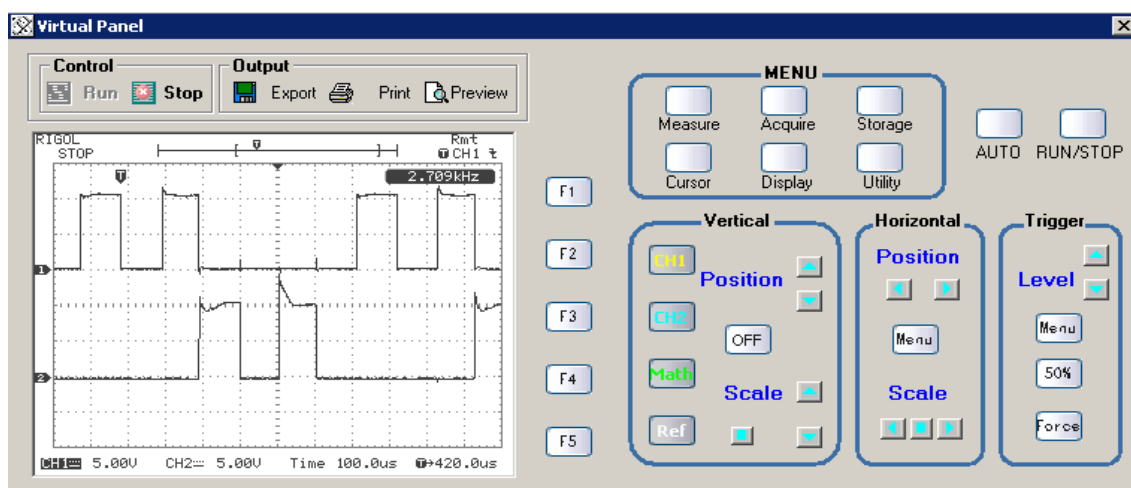 Virtual Panel
Control
Run Stop
Output
Export Print Preview
RIGOL
STOP
Rmt
T CH1
T
T
2.709kHz
1
2
CH1 5.00V CH2 5.00V Time 100.0us T→420.0us
F1
F2
F3
F4
F5
MENU
Measure Acquire Storage
Cursor Display Utility
AUTO RUN/STOP
Vertical
CH1
CH2
Math
Ref
Position
OFF
Scale
Horizontal
Position
Menu
Scale
Trigger
Level
Menu
50%
Force